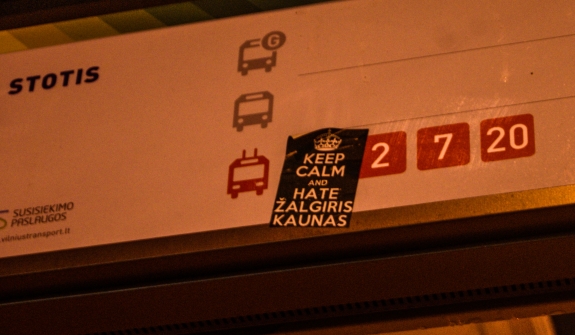 STOTIS
G
KEEP
CALM
AND
HATE
ŽALGIRIS
KAUNAS
2 7 20
SUSISIEKIMO
PASLAUGOS
.vilniustransport.lt